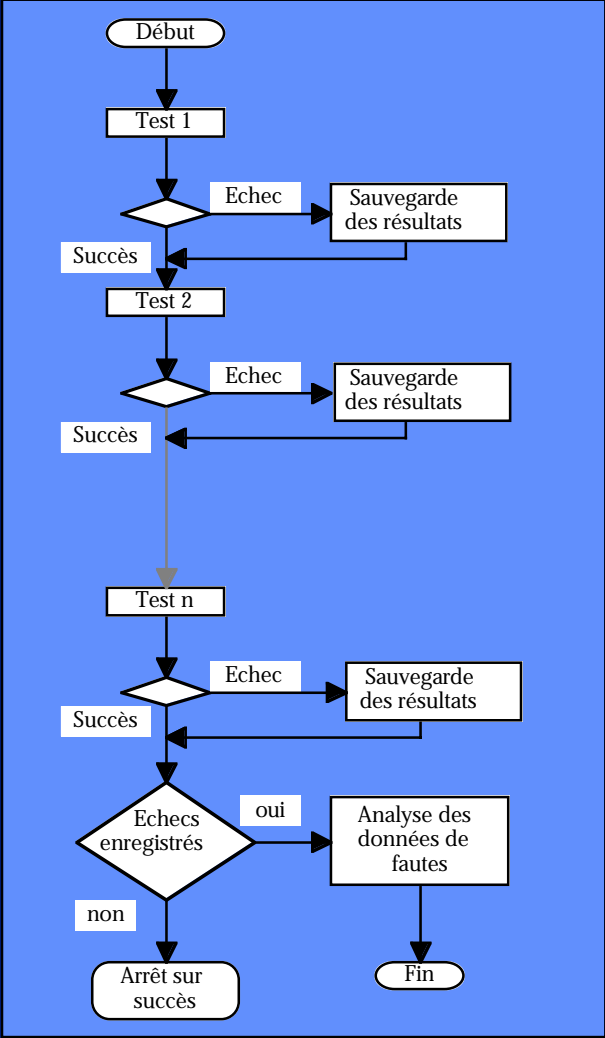 Début
Test 1
Echec
Sauvegarde
des résultats
Succès
Test 2
Echec
Sauvegarde
des résultats
Succès
Test n
Echec
Sauvegarde
des résultats
Succès
Echecs
enregistrés
oui
Analyse des
données de
fautes
non
Arrêt sur
succès
Fin